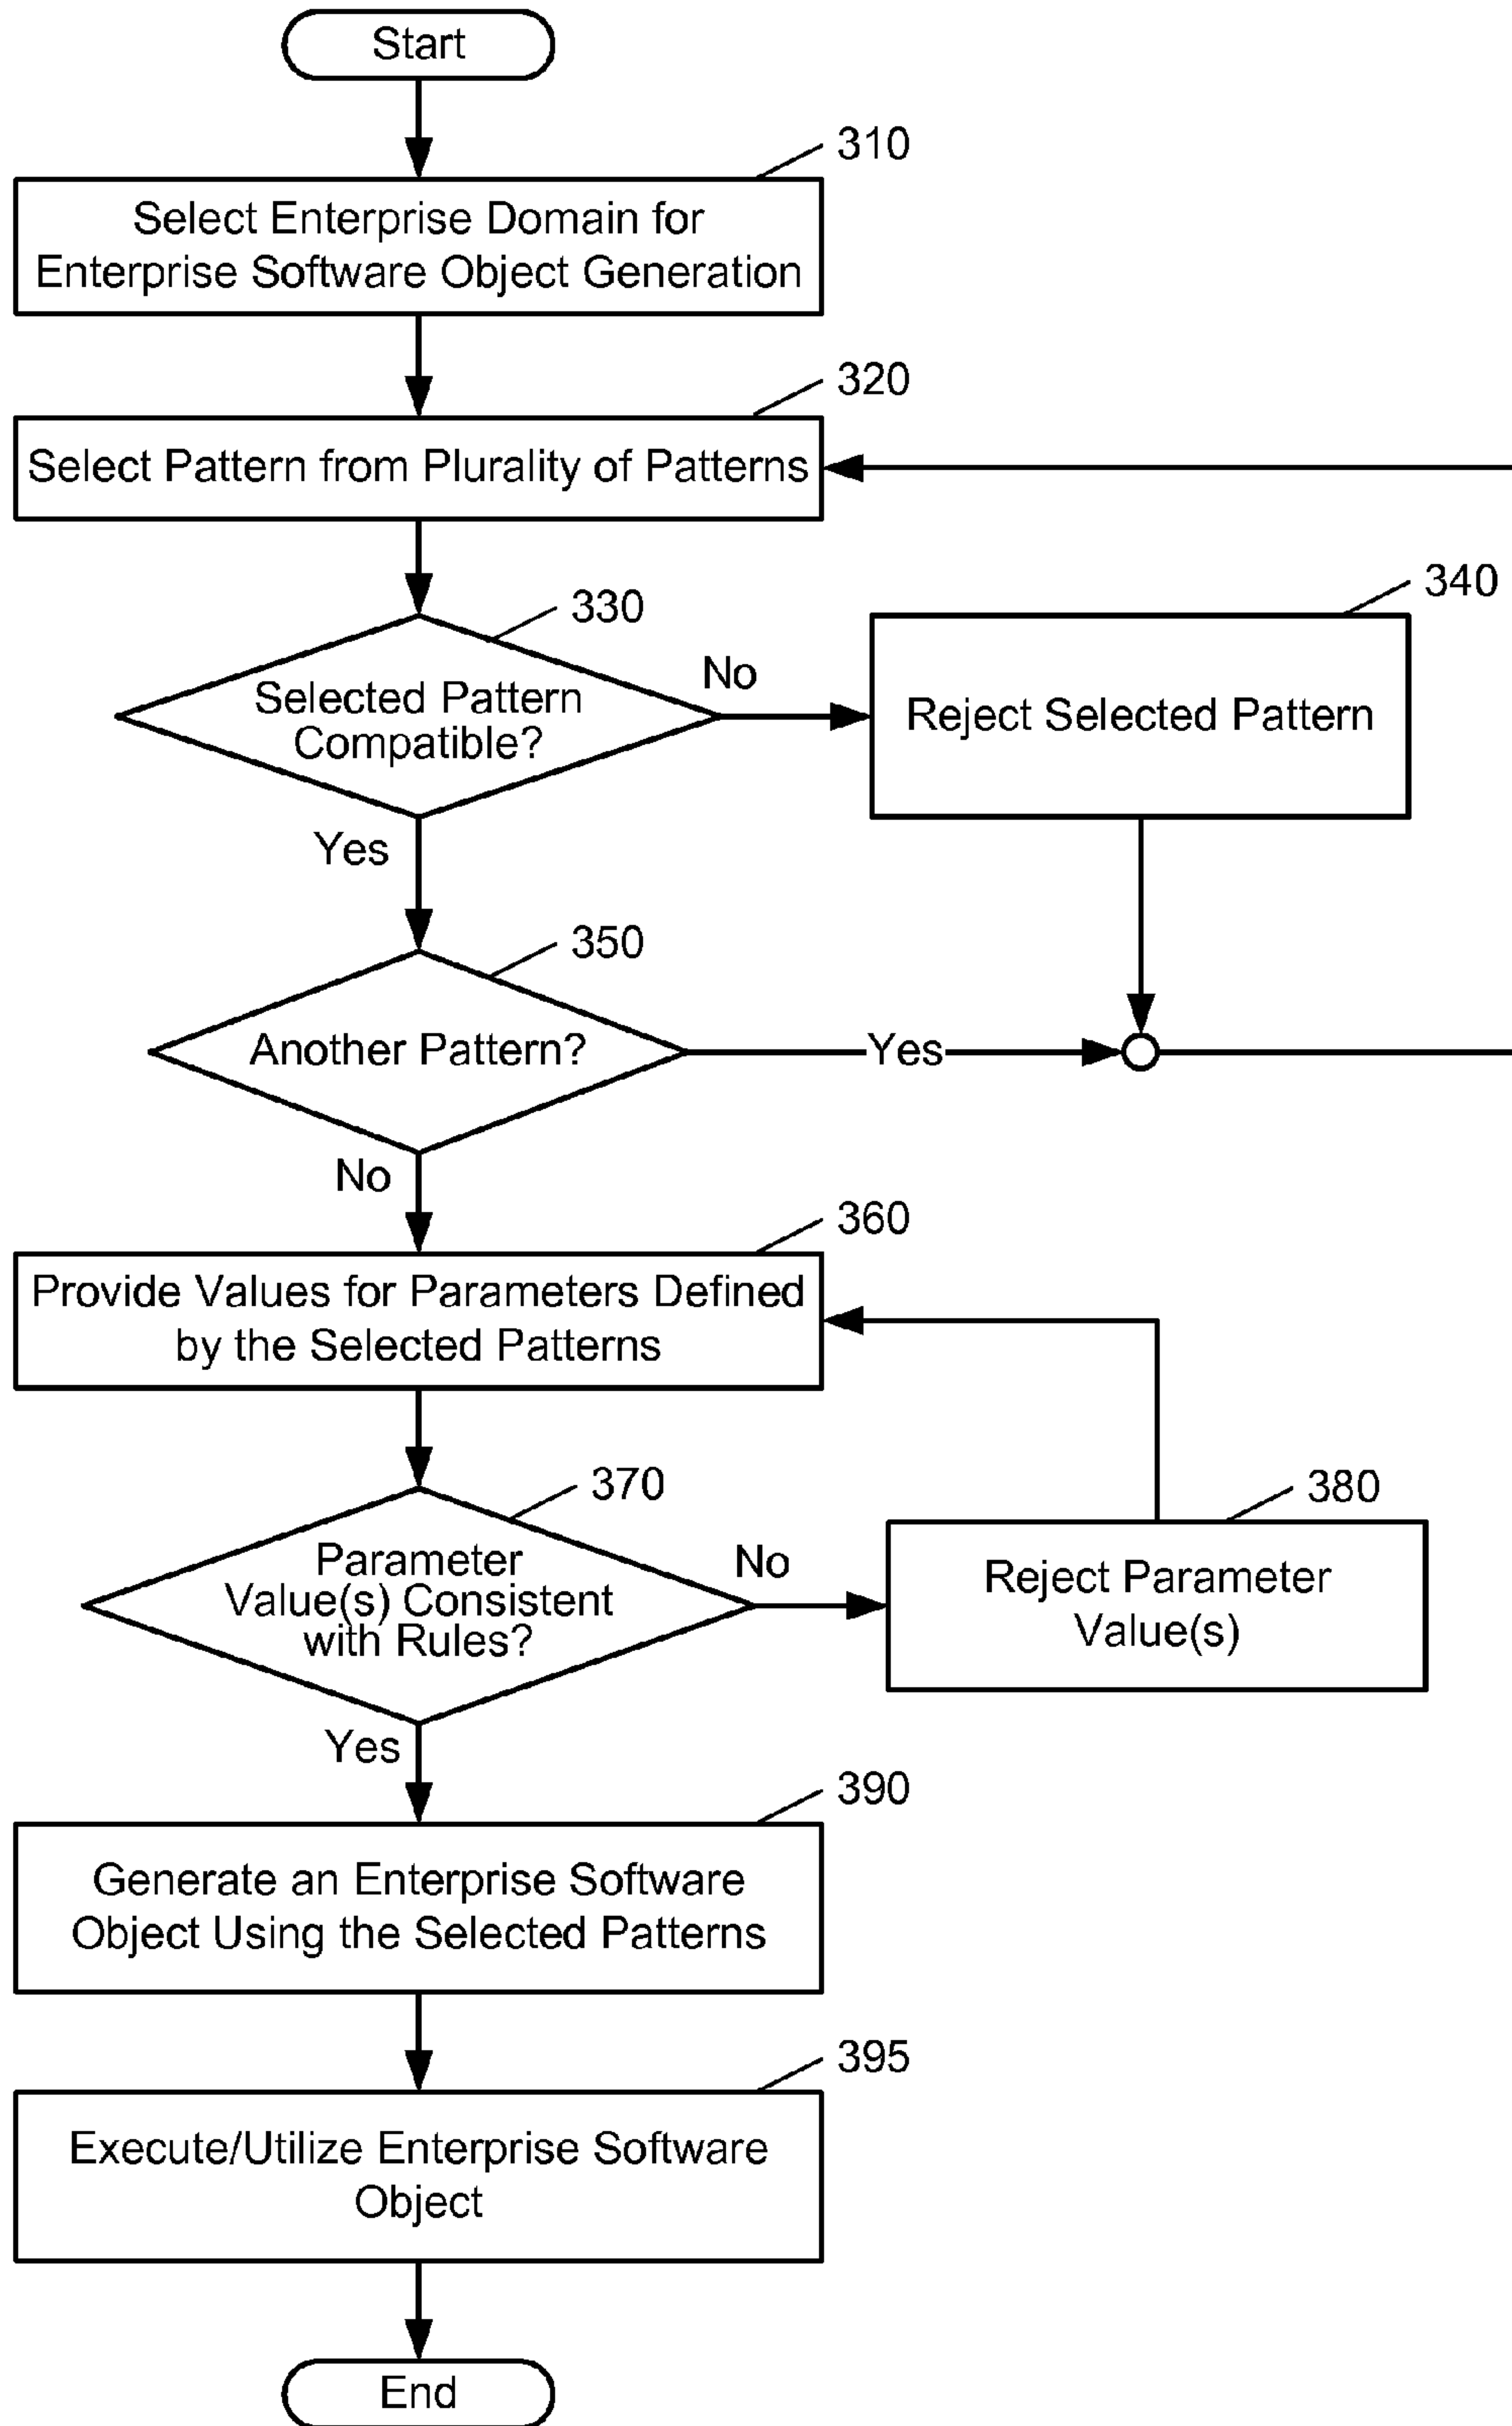 Start
310
Select Enterprise Domain for
Enterprise Software Object Generation
320
Select Pattern from Plurality of Patterns
330
Selected Pattern
Compatible?
No
340
Reject Selected Pattern
Yes
350
Another Pattern?
Yes
No
360
Provide Values for Parameters Defined
by the Selected Patterns
370
Parameter
Value(s) Consistent
with Rules?
No
380
Reject Parameter
Value(s)
Yes
390
Generate an Enterprise Software
Object Using the Selected Patterns
395
Execute/Utilize Enterprise Software
Object
End